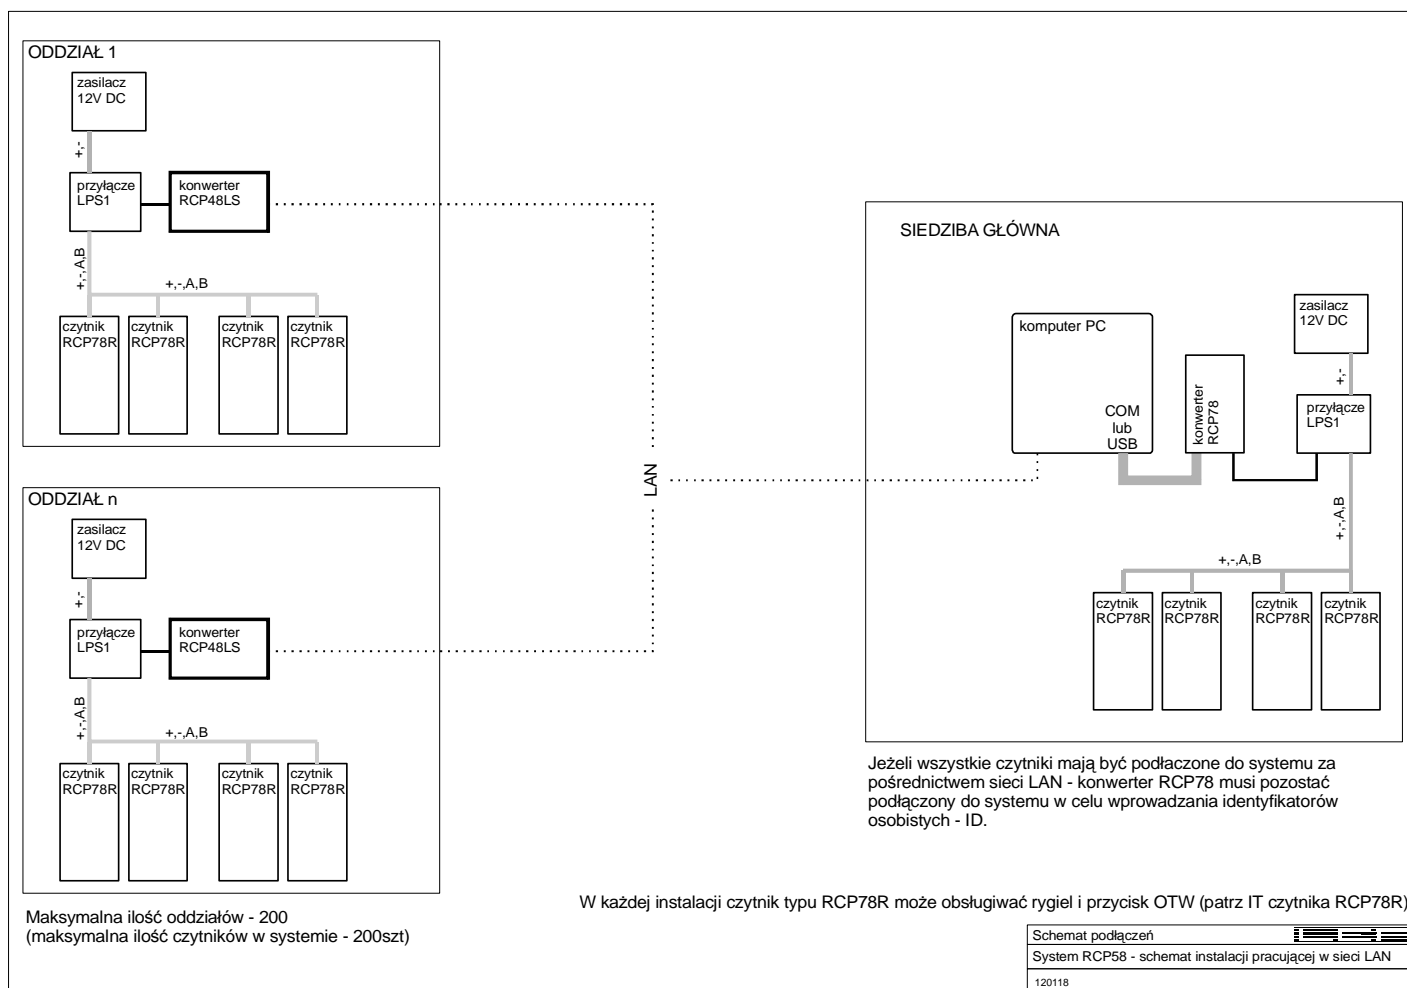 ODDZIAŁ 1
zasilacz
12V DC
+,-
przyłącze
LPS1
konwerter
RCP48LS
+,-,A,B
+,-,A,B
czytnik
RCP78R
czytnik
RCP78R
czytnik
RCP78R
czytnik
RCP78R
ODDZIAŁ n
zasilacz
12V DC
+,-
przyłącze
LPS1
konwerter
RCP48LS
+,-,A,B
+,-,A,B
czytnik
RCP78R
czytnik
RCP78R
czytnik
RCP78R
czytnik
RCP78R
Maksymalna ilość oddziałów - 200
(maksymalna ilość czytników w systemie - 200szt)
LAN
SIEDZIBA GŁÓWNA
komputer PC
COM
lub
USB
konwerter
RCP78
zasilacz
12V DC
+,-
przyłącze
LPS1
+,-,A,B
+,-,A,B
czytnik
RCP78R
czytnik
RCP78R
czytnik
RCP78R
czytnik
RCP78R
Jeżeli wszystkie czytniki mają być podłaczone do systemu za
pośrednictwem sieci LAN - konwerter RCP78 musi pozostać
podłączony do systemu w celu wprowadzania identyfikatorów
osobistych - ID.
W każdej instalacji czytnik typu RCP78R może obsługiwać rygiel i przycisk OTW (patrz IT czytnika RCP78R)
Schemat podłączeń
System RCP58 - schemat instalacji pracującej w sieci LAN
120118